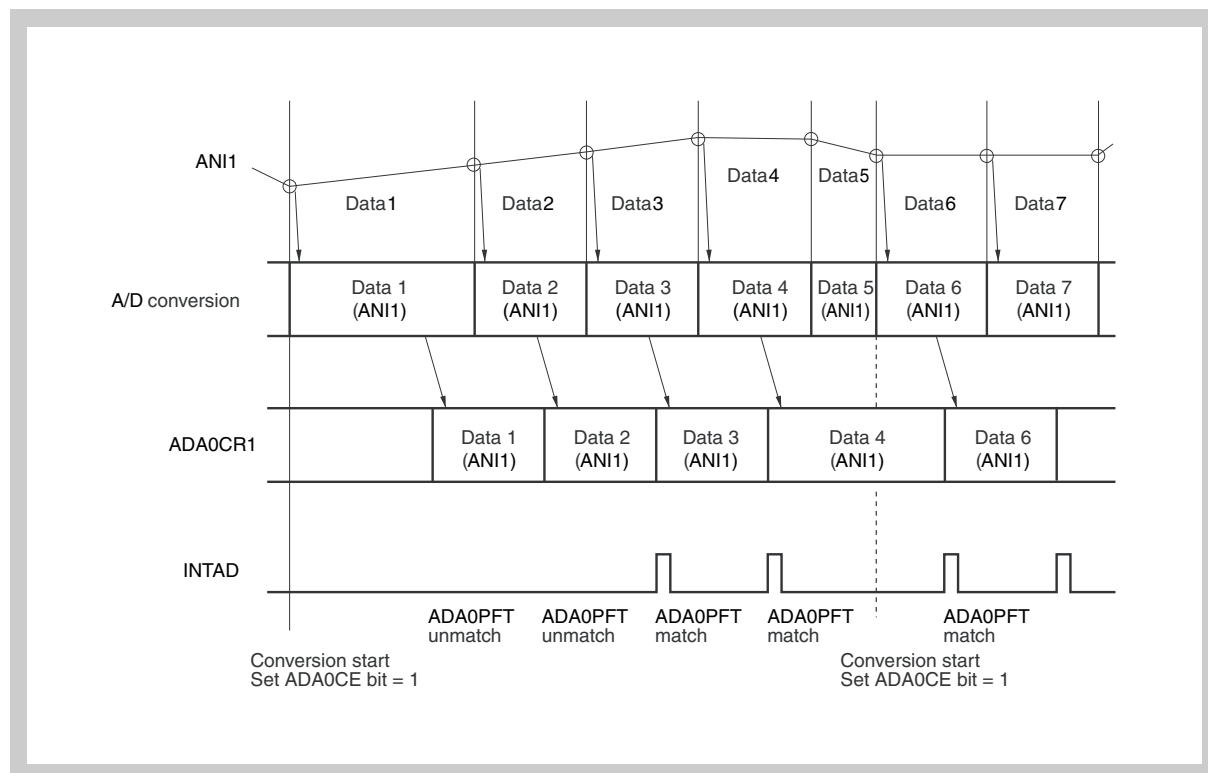 ANI1
Data1
Data2
Data3
Data4
Data5
Data6
Data7
A/D conversion
Data 1
(ANI1)
Data 2
(ANI1)
Data 3
(ANI1)
Data 4
(ANI1)
Data 5
(ANI1)
Data 6
(ANI1)
Data 7
(ANI1)
ADA0CR1
Data 1
(ANI1)
Data 2
(ANI1)
Data 3
(ANI1)
Data 4
(ANI1)
Data 6
(ANI1)
INTAD
ADA0PFT
unmatch
ADA0PFT
unmatch
ADA0PFT
match
ADA0PFT
match
ADA0PFT
match
Conversion start
Set ADA0CE bit = 1
Conversion start
Set ADA0CE bit = 1